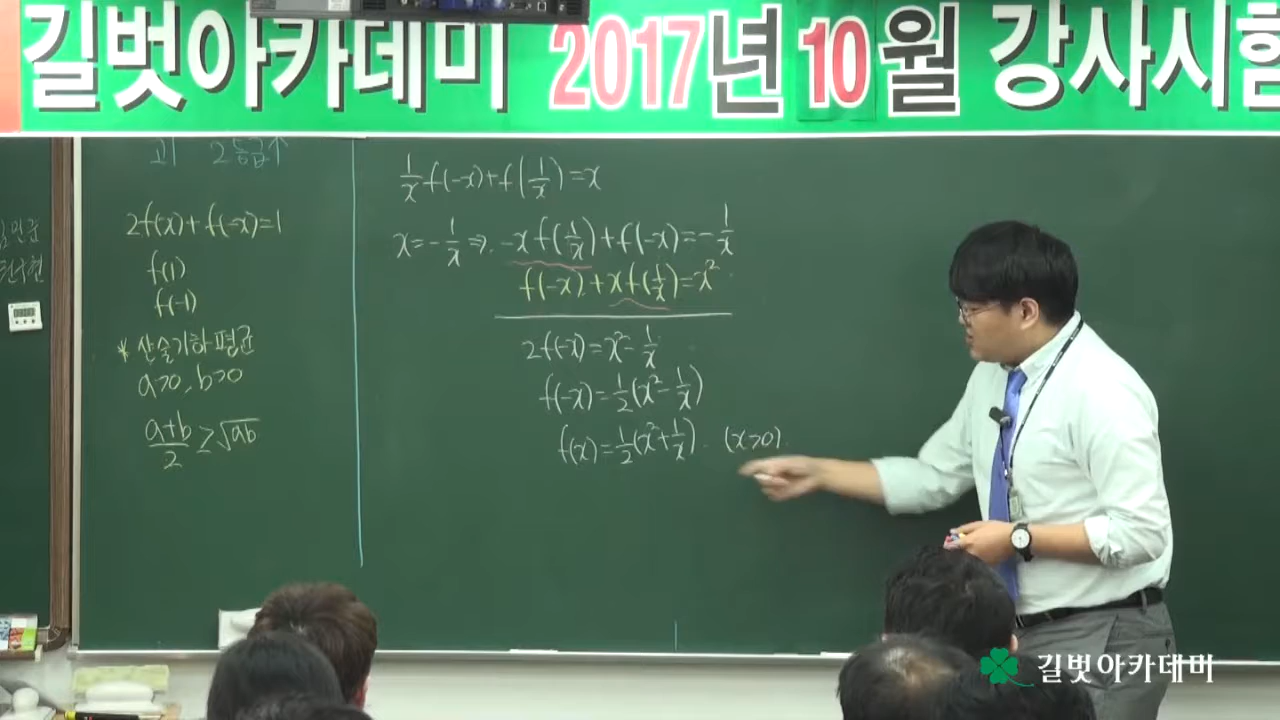 길벗아카데미 2017년 10월 강사시험
고1 2등급↑
2f(x)+f(-x)=1
f(1)
f(-1)
* 산술기하평균
a>0, b>0
(a+b)/2 ≥ √ab
1/x f(-x)+f(1/x)=x
x=-1/x ⇒ -xf(1/x)+f(-x)=-1/x
f(-x)+xf(1/x)=x²
2f(-x)=x²-1/x
f(-x)=1/2(x²-1/x)
f(x)=1/2(x²+1/x). (x>0).
길벗아카데미